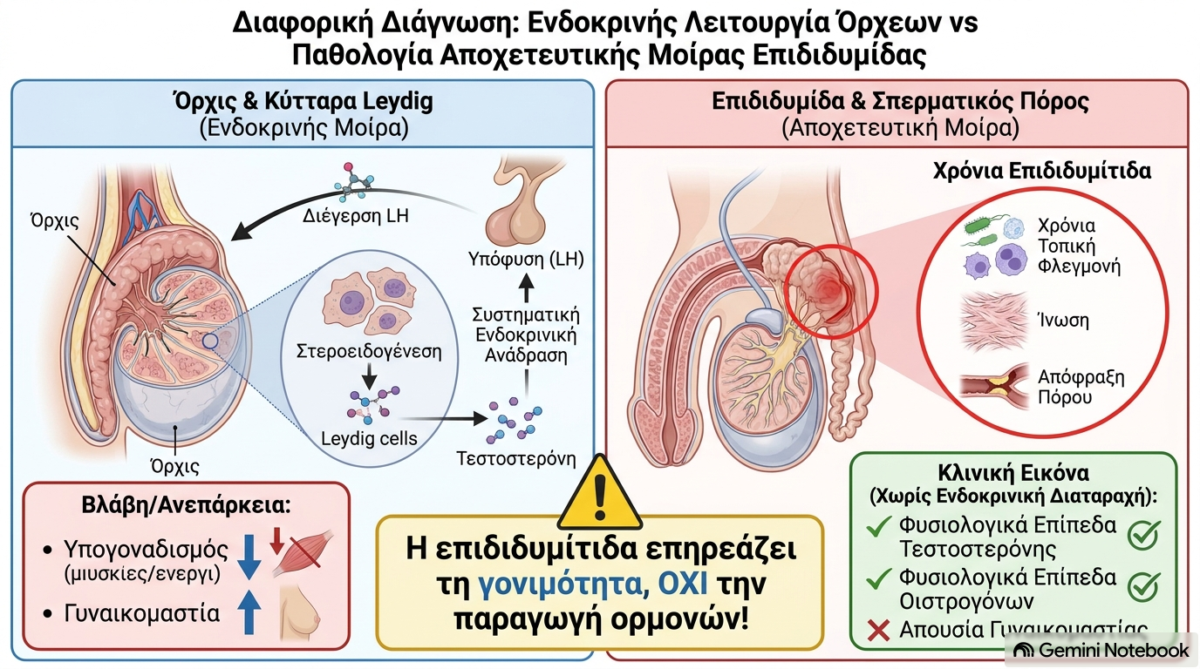 Διαφορική Διάγνωση: Ενδοκρινής Λειτουργία Όρχεων vs
Παθολογία Αποχετευτικής Μοίρας Επιδιδυμίδας
Όρχις & Κύτταρα Leydig
(Ενδοκρινής Μοίρα)
Όρχις
Διέγερση LH
Υπόφυση (LH)
Συστηματική
Ενδοκρινική
Ανάδραση
Στεροειδογένεση
Leydig cells
Τεστοστερόνη
Όρχις
Βλάβη/Ανεπάρκεια:
• Υπογοναδισμός
(μιυσκίες/ενεργι)
• Γυναικομαστία
Επιδιδυμίδα & Σπερματικός Πόρος
(Αποχετευτική Μοίρα)
Χρόνια Επιδιδυμίτιδα
Χρόνια
Τοπική
Φλεγμονή
Ίνωση
Απόφραξη
Πόρου
Η επιδιδυμίτιδα επηρεάζει
τη γονιμότητα, ΟΧΙ την
παραγωγή ορμονών!
Κλινική Εικόνα
(Χωρίς Ενδοκρινική Διαταραχή):
Φυσιολογικά Επίπεδα
Τεστοστερόνης
Φυσιολογικά Επίπεδα
Οιστρογόνων
Απουσία Γυναικομαστίας
Gemini Notebook